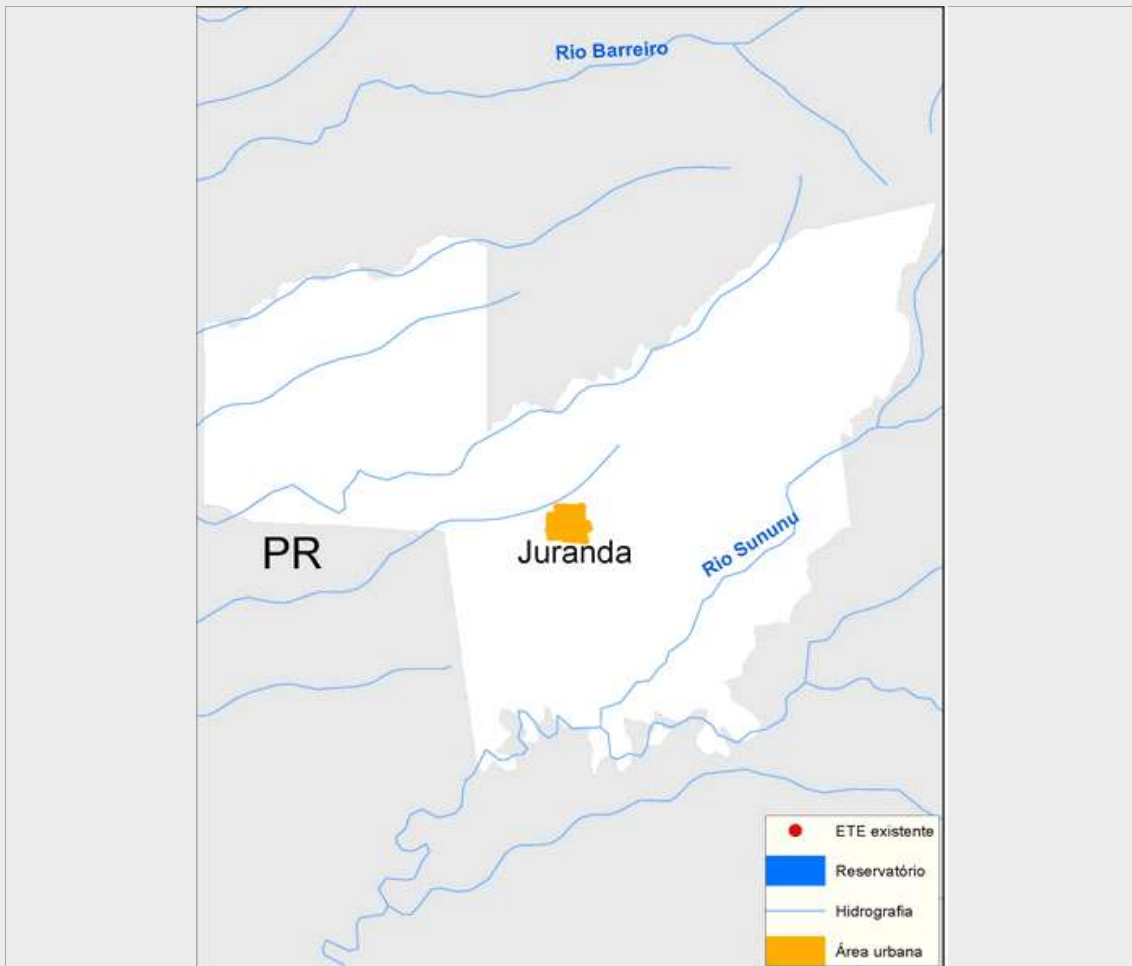 Rio Barreiro
PR
Juranda
Rio Sununu
ETE existente
Reservatório
Hidrografia
Área urbana